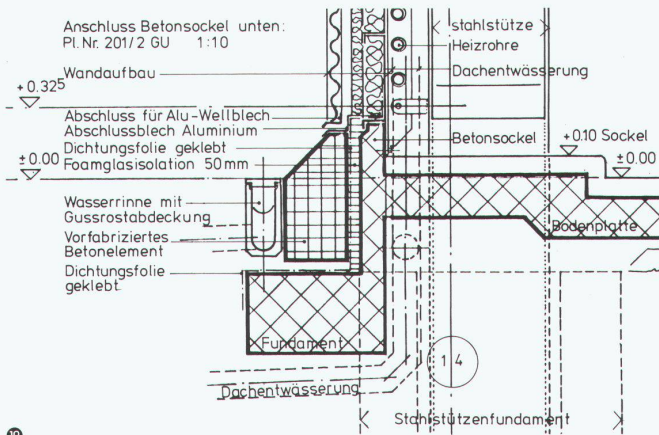 Anschluss Betonsockel unten:
Pl. Nr. 201/2 GU 1:10
stahlstütze
Heizrohre
Wandaufbau
Dachentwässerung
+0.32⁵
Abschluss für Alu-Wellblech
Abschlussblech Aluminium
Dichtungsfolie geklebt
Foamglasisolation 50mm
Betonsockel
+0.10 Sockel
±0.00
±0.00
Wasserrinne mit
Gussrostabdeckung
Vorfabriziertes
Betonelement
Dichtungsfolie
geklebt.
Bodenplatte
Fundament
14
Dachentwässerung
Stahlstützenfundament